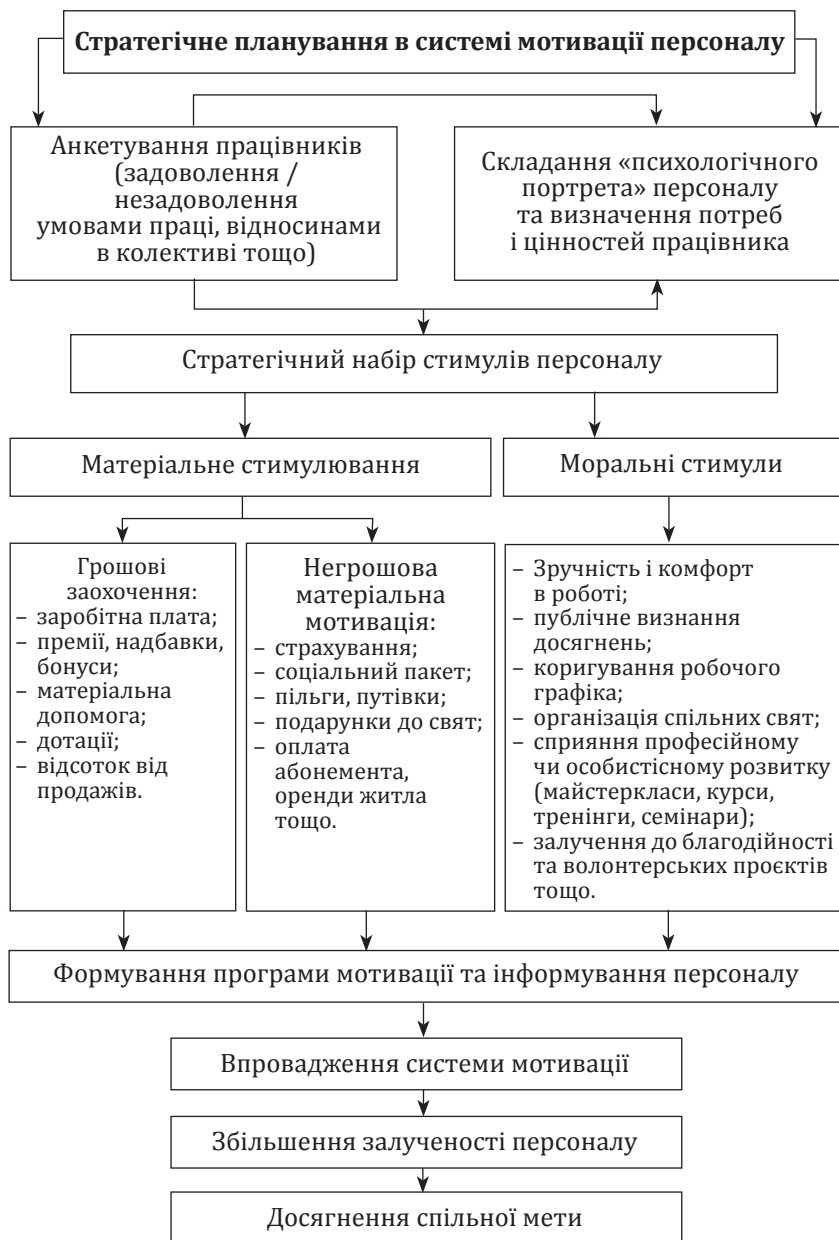 Стратегічне планування в системі мотивації персоналу
Анкетування працівників
(задоволення /
незадоволення
умовами праці, відносинами
в колективі тощо)
Складання «психологічного
портрета» персоналу
та визначення потреб
і цінностей працівника
Стратегічний набір стимулів персоналу
Матеріальне стимулювання
Моральні стимули
Грошові
заохочення:
– заробітна плата;
– премії, надбавки,
бонуси;
– матеріальна
допомога;
– дотації;
– відсоток від
продажів.
Негрошова
матеріальна
мотивація:
– страхування;
– соціальний пакет;
– пільги, путівки;
– подарунки до свят;
– оплата
абонемента,
оренди житла
тощо.
– Зручність і комфорт
в роботі;
– публічне визнання
досягнень;
– коригування робочого
графіка;
– організація спільних свят;
– сприяння професійному
чи особистісному розвитку
(майстеркласи, курси,
тренінги, семінари);
– залучення до благодійності
та волонтерських проєктів
тощо.
Формування програми мотивації та інформування персоналу
Впровадження системи мотивації
Збільшення залученості персоналу
Досягнення спільної мети